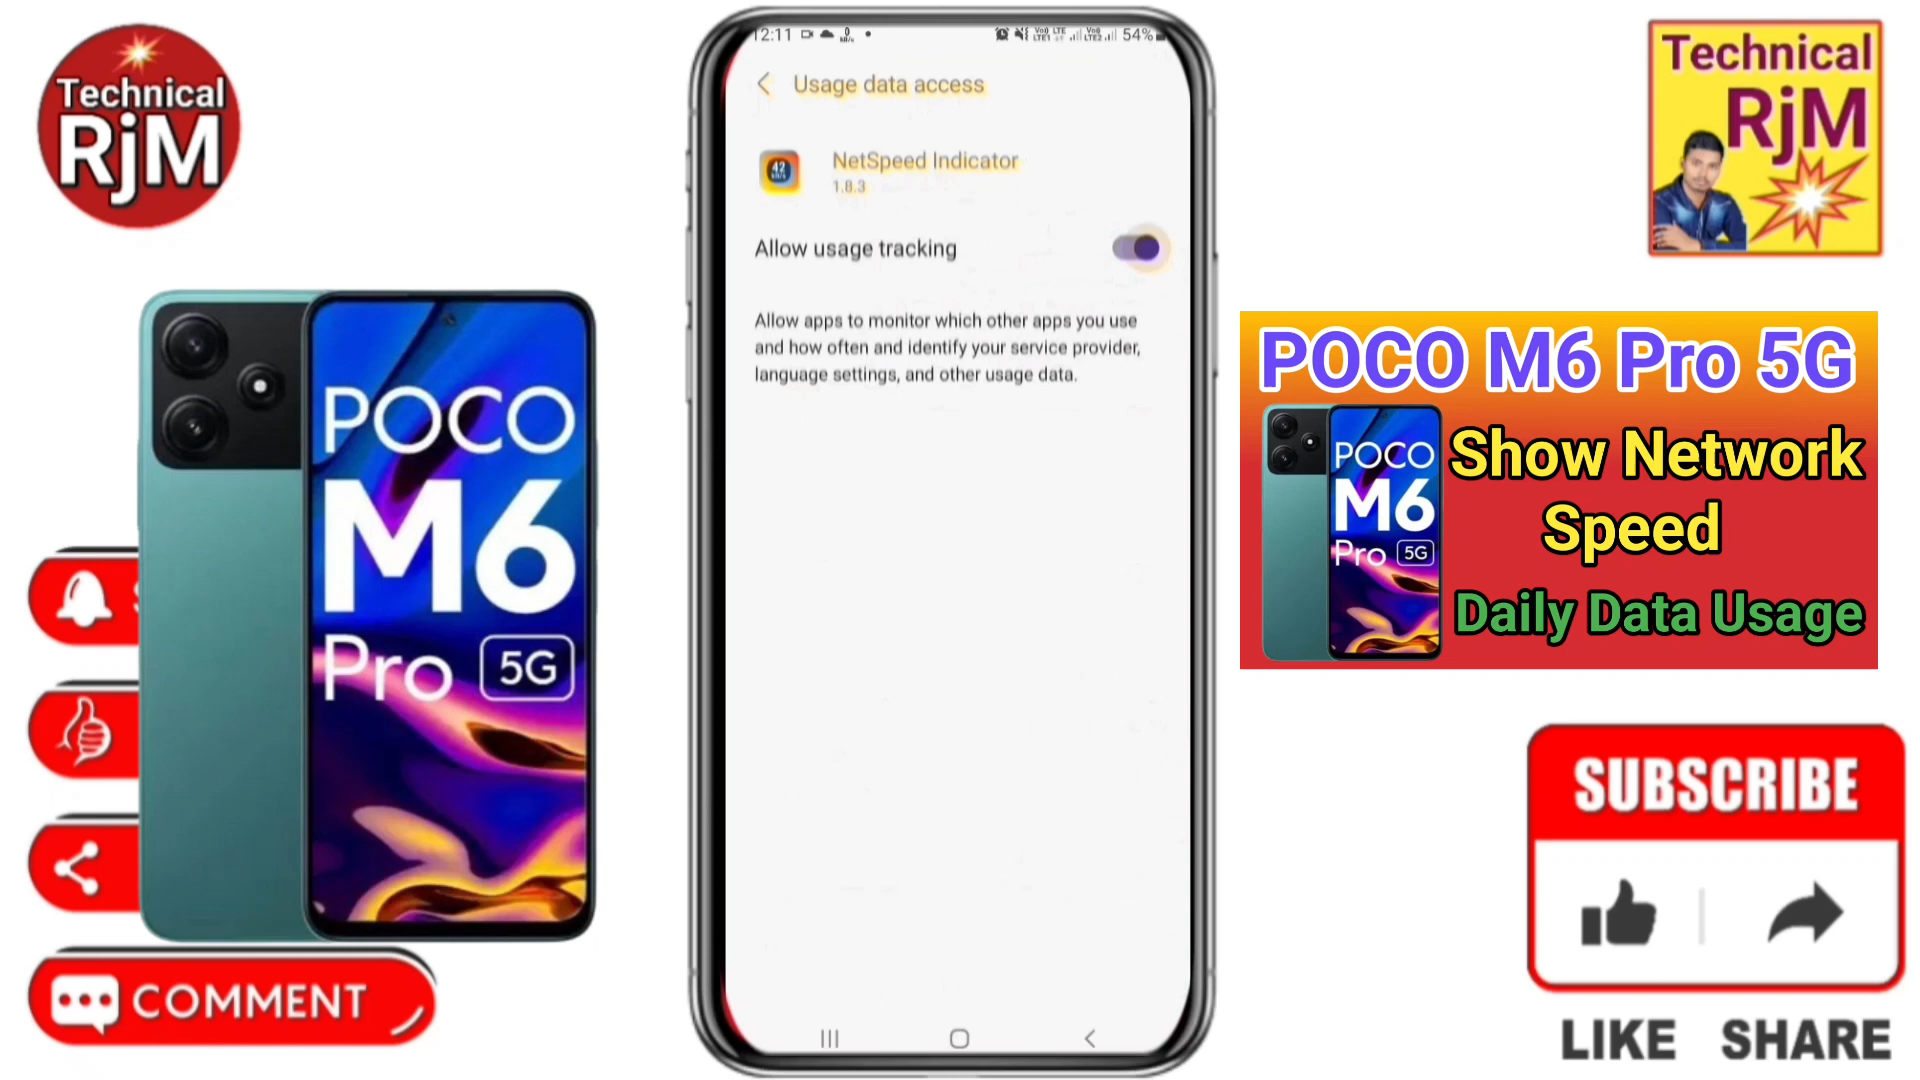 Technical
RjM
12:11
54%
Usage data access
42
NetSpeed Indicator
1.8.3
Allow usage tracking
Allow apps to monitor which other apps you use
and how often and identify your service provider,
language settings, and other usage data.
Technical
RjM
POCO
M6
Pro 5G
COMMENT
POCO M6 Pro 5G
POCO
M6
Pro 5G
Show Network
Speed
Daily Data Usage
SUBSCRIBE
LIKE SHARE